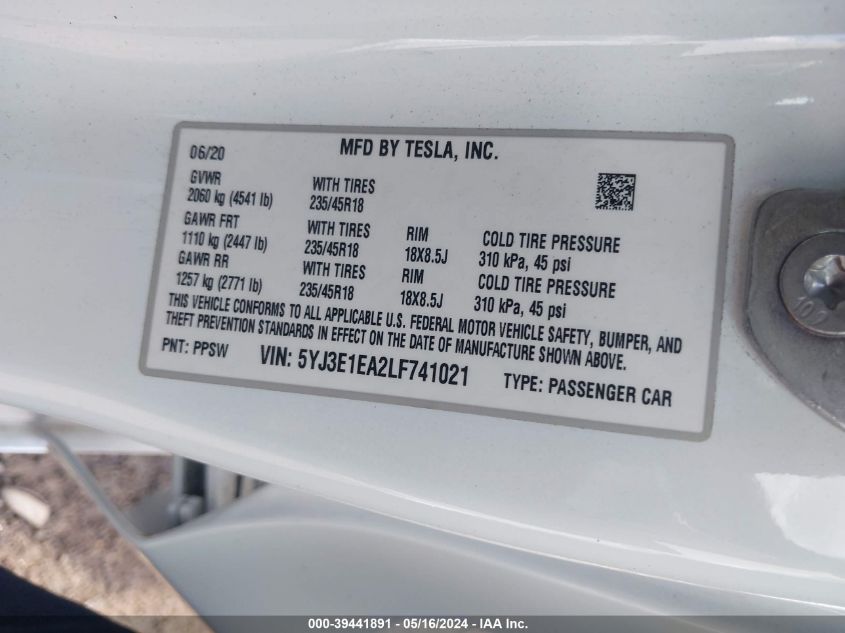 06/20 MFD BY TESLA, INC.
GVWR
2060 kg (4541 lb) WITH TIRES
235/45R18
GAWR FRT
1110 kg (2447 lb) WITH TIRES
235/45R18 RIM
18X8.5J COLD TIRE PRESSURE
310 kPa, 45 psi
GAWR RR
1257 kg (2771 lb) WITH TIRES
235/45R18 RIM
18X8.5J COLD TIRE PRESSURE
310 kPa, 45 psi
THIS VEHICLE CONFORMS TO ALL APPLICABLE U.S. FEDERAL MOTOR VEHICLE SAFETY, BUMPER, AND
THEFT PREVENTION STANDARDS IN EFFECT ON THE DATE OF MANUFACTURE SHOWN ABOVE.
PNT: PPSW VIN: 5YJ3E1EA2LF741021 TYPE: PASSENGER CAR
000-39441891 - 05/16/2024 - IAA Inc.